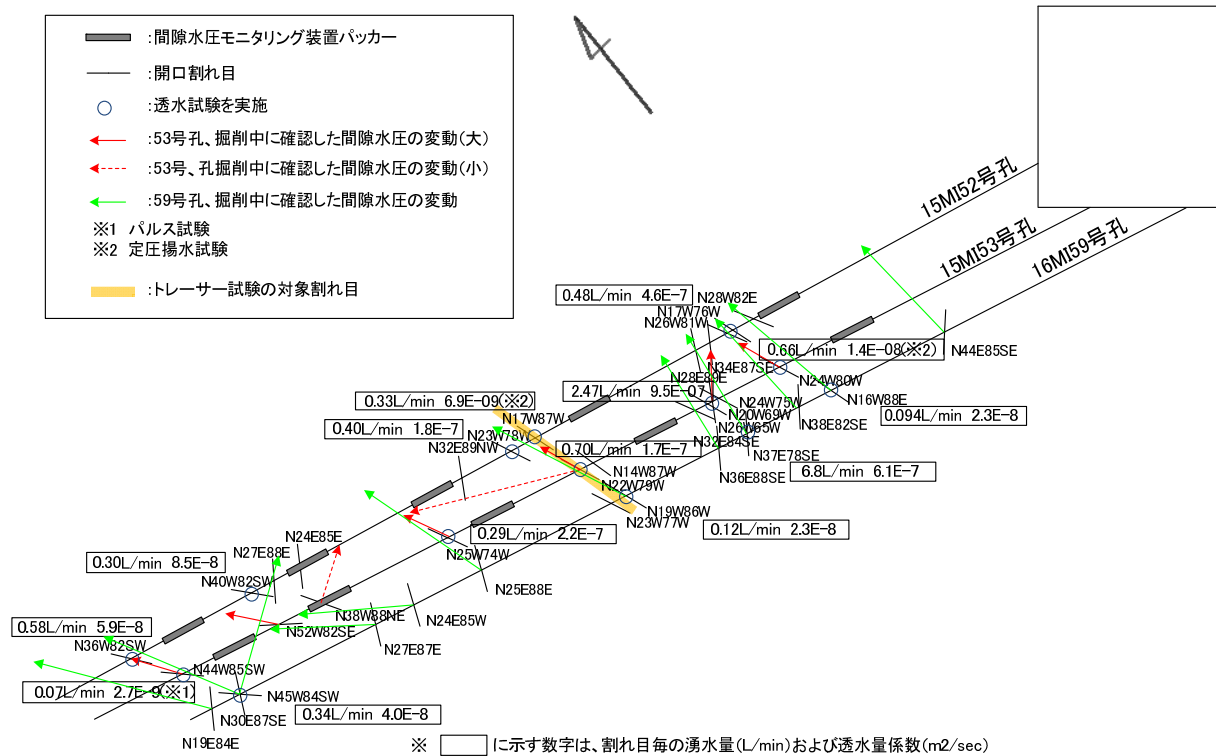 :間隙水圧モニタリング装置パッカー
:開口割れ目
:透水試験を実施
:53号孔、掘削中に確認した間隙水圧の変動(大)
:53号、孔掘削中に確認した間隙水圧の変動(小)
:59号孔、掘削中に確認した間隙水圧の変動
※1 パルス試験
※2 定圧揚水試験
:トレーサー試験の対象割れ目
15MI52号孔
15MI53号孔
16MI59号孔
0.48L/min 4.6E-7
N28W82E
N17W76W
N26W81W
N44E85SE
0.66L/min 1.4E-08(※2)
N34E87SE
N28E89E
N24W80W
2.47L/min 9.5E-07
N24W75W
N16W88E
0.33L/min 6.9E-09(※2)
N20W69W
0.094L/min 2.3E-8
N17W87W
N26W65W
N38E82SE
0.40L/min 1.8E-7
N23W78W
N32E84SE
N32E89NW
0.70L/min 1.7E-7
N37E78SE
N14W87W
N36E88SE
6.8L/min 6.1E-7
N22W79W
N19W86W
N23W77W
0.12L/min 2.3E-8
0.29L/min 2.2E-7
N24E85E
N25W74W
N27E88E
0.30L/min 8.5E-8
N40W82SW
N25E88E
N38W88NE
N24E85W
0.58L/min 5.9E-8
N52W82SE
N36W82SW
N27E87E
N44W85SW
0.07L/min 2.7E-9(※1)
N45W84SW
0.34L/min 4.0E-8
N30E87SE
N19E84E
※ に示す数字は、割れ目毎の湧水量(L/min)および透水量係数(m2/sec)